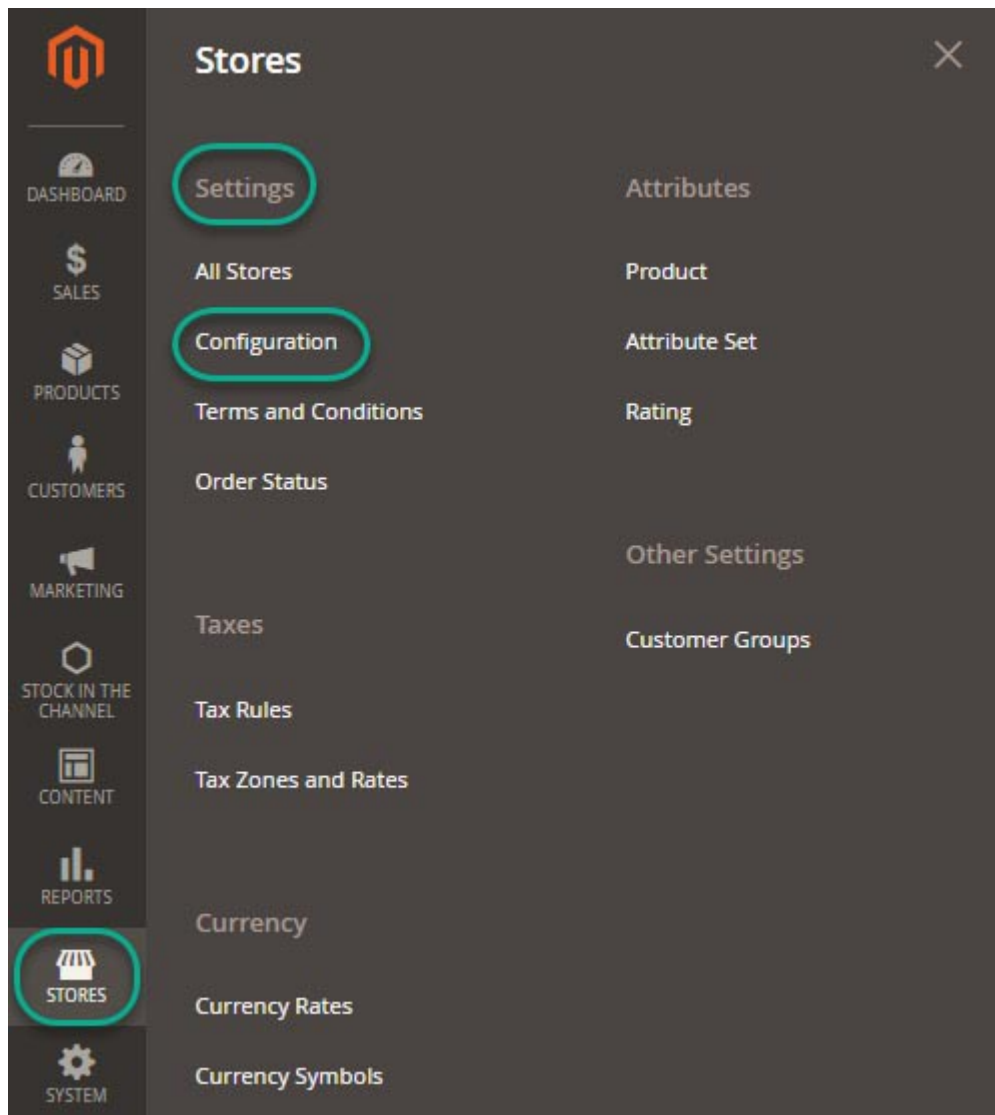 Stores
DASHBOARD
SALES
PRODUCTS
CUSTOMERS
MARKETING
STOCK IN THE
CHANNEL
CONTENT
REPORTS
STORES
SYSTEM
Settings
All Stores
Configuration
Terms and Conditions
Order Status
Taxes
Tax Rules
Tax Zones and Rates
Currency
Currency Rates
Currency Symbols
Attributes
Product
Attribute Set
Rating
Other Settings
Customer Groups